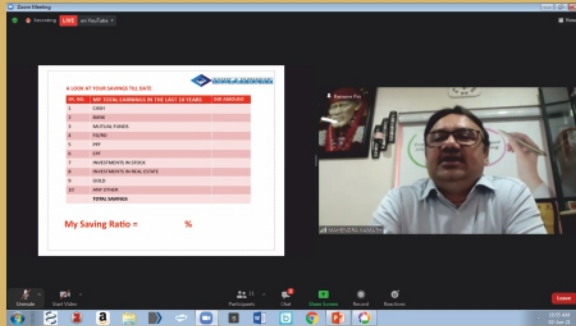 Zoom Meeting
Recording LIVE on YouTube
A LOOK AT YOUR SAVINGS TILL DATE
SR. NO. MY TOTAL EARNINGS IN THE LAST 10 YEARS INR AMOUNT
1 CASH
2 BANK
3 MUTUAL FUNDS
4 FD/RD
5 PPF
6 EPF
7 INVESTMENTS IN STOCK
8 INVESTMENTS IN REAL ESTATE
9 GOLD
10 ANY OTHER
TOTAL SAVINGS
My Saving Ratio = %
MAHENDRA KAMATH
Unmute Start Video Participants 11 Chat Share Screen Record Reactions Leave